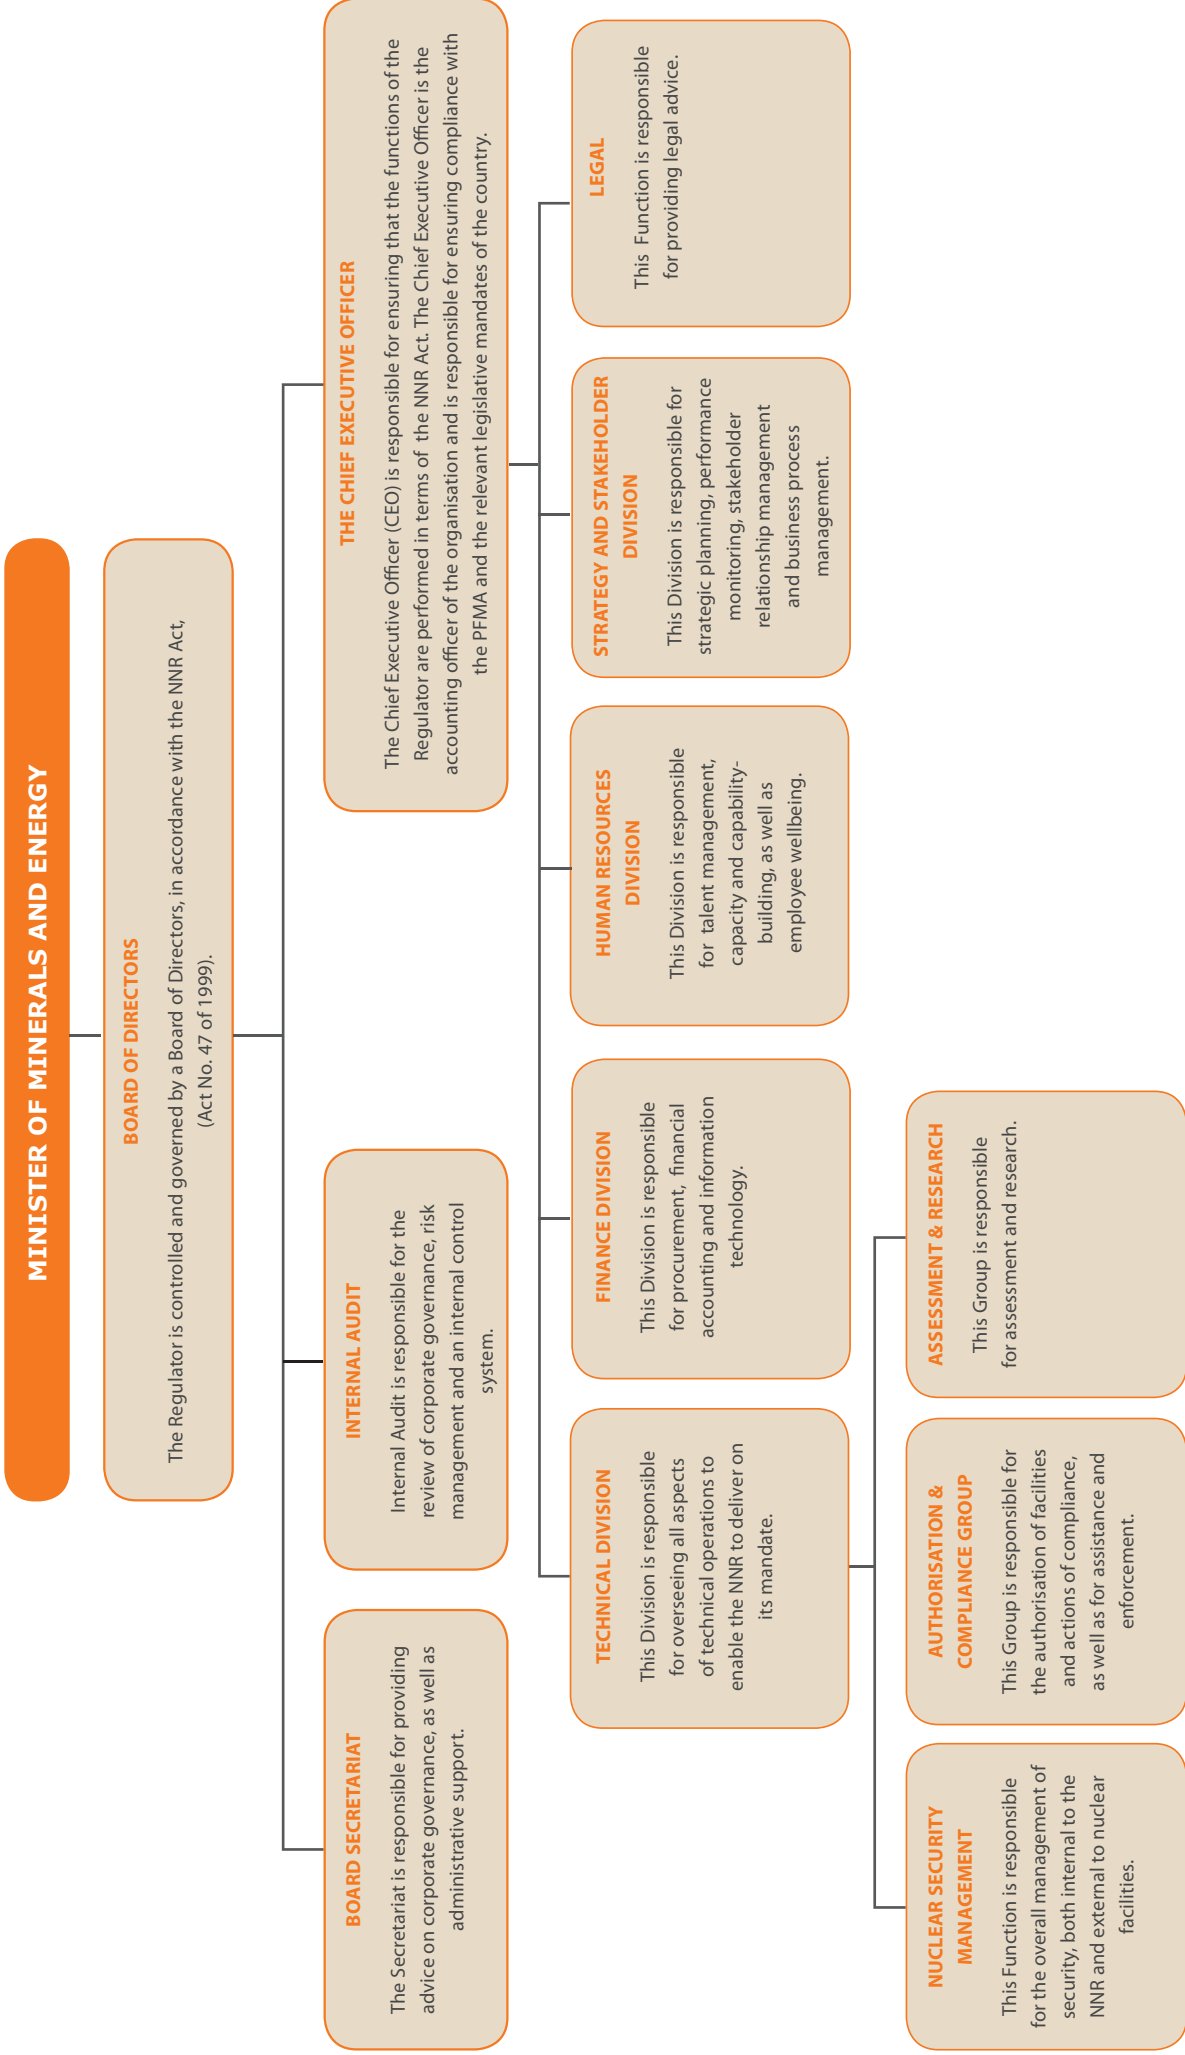 MINISTER OF MINERALS AND ENERGY
BOARD OF DIRECTORS
The Regulator is controlled and governed by a Board of Directors, in accordance with the NNR Act,
(Act No. 47 of 1999).
BOARD SECRETARIAT
The Secretariat is responsible for providing
advice on corporate governance, as well as
administrative support.
INTERNAL AUDIT
Internal Audit is responsible for the
review of corporate governance, risk
management and an internal control
system.
THE CHIEF EXECUTIVE OFFICER
The Chief Executive Officer (CEO) is responsible for ensuring that the functions of the
Regulator are performed in terms of the NNR Act. The Chief Executive Officer is the
accounting officer of the organisation and is responsible for ensuring compliance with
the PFMA and the relevant legislative mandates of the country.
TECHNICAL DIVISION
This Division is responsible
for overseeing all aspects
of technical operations to
enable the NNR to deliver on
its mandate.
FINANCE DIVISION
This Division is responsible
for procurement, financial
accounting and information
technology.
HUMAN RESOURCES
DIVISION
This Division is responsible
for talent management,
capacity and capability-
building, as well as
employee wellbeing.
STRATEGY AND STAKEHOLDER
DIVISION
This Division is responsible for
strategic planning, performance
monitoring, stakeholder
relationship management
and business process
management.
LEGAL
This Function is responsible
for providing legal advice.
NUCLEAR SECURITY
MANAGEMENT
This Function is responsible
for the overall management of
security, both internal to the
NNR and external to nuclear
facilities.
AUTHORISATION &
COMPLIANCE GROUP
This Group is responsible for
the authorisation of facilities
and actions of compliance,
as well as for assistance and
enforcement.
ASSESSMENT & RESEARCH
This Group is responsible
for assessment and research.